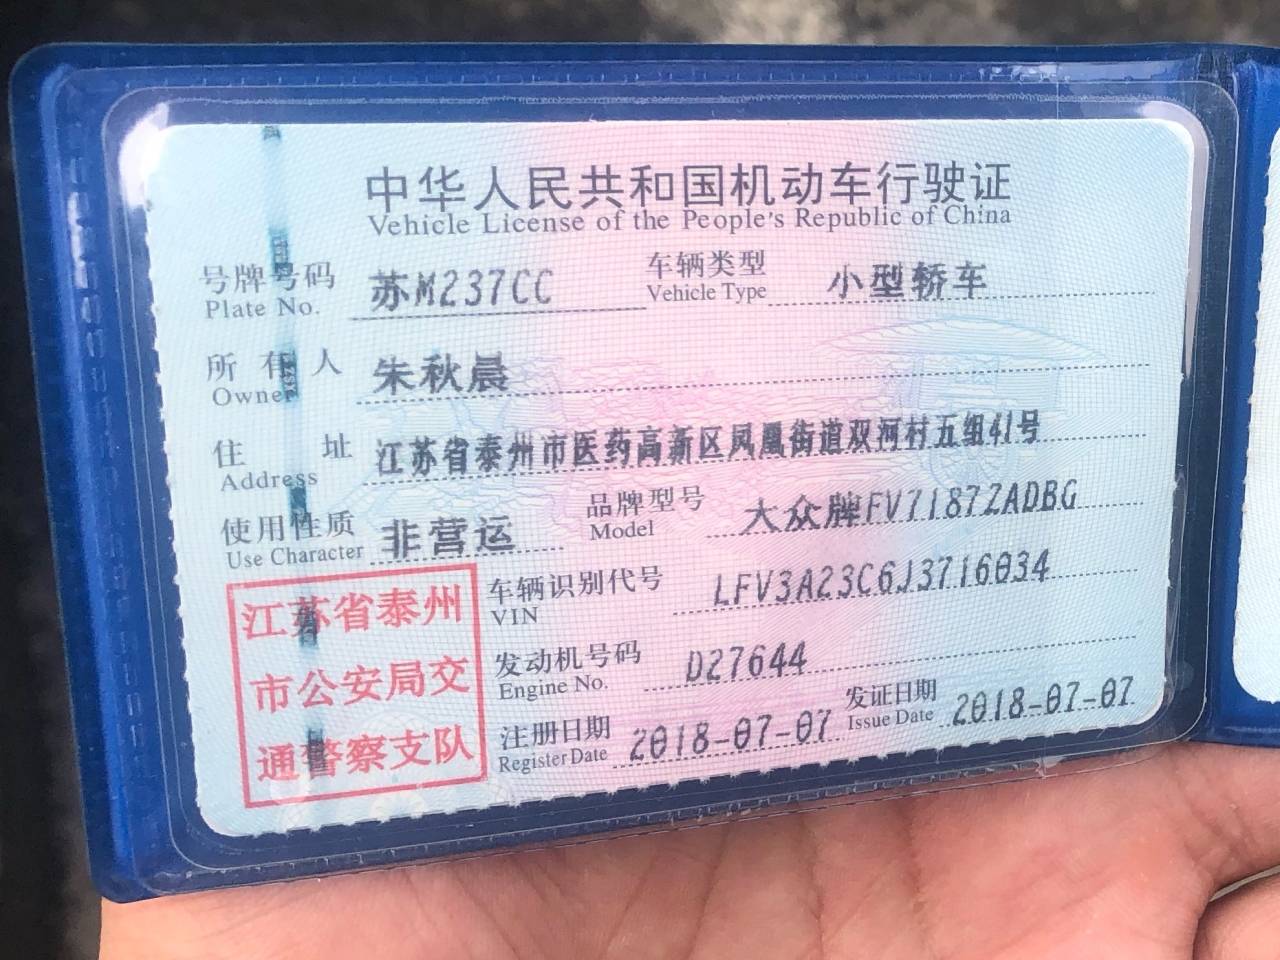 中华人民共和国机动车行驶证
Vehicle License of the People's Republic of China
号牌号码 苏M237CC 车辆类型 小型轿车
Plate No. Vehicle Type
所有人 朱秋晨
Owner
住址 江苏省泰州市医药高新区凤凰街道双河村五组41号
Address
使用性质 非营运 品牌型号 大众牌FV7187ZADBG
Use Character Model
车辆识别代号 LFV3A23C6J3716034
VIN
发动机号码 D27644
Engine No.
注册日期 2018-07-07 发证日期 2018-07-07
Register Date Issue Date
江苏省泰州
市公安局交
通警察支队